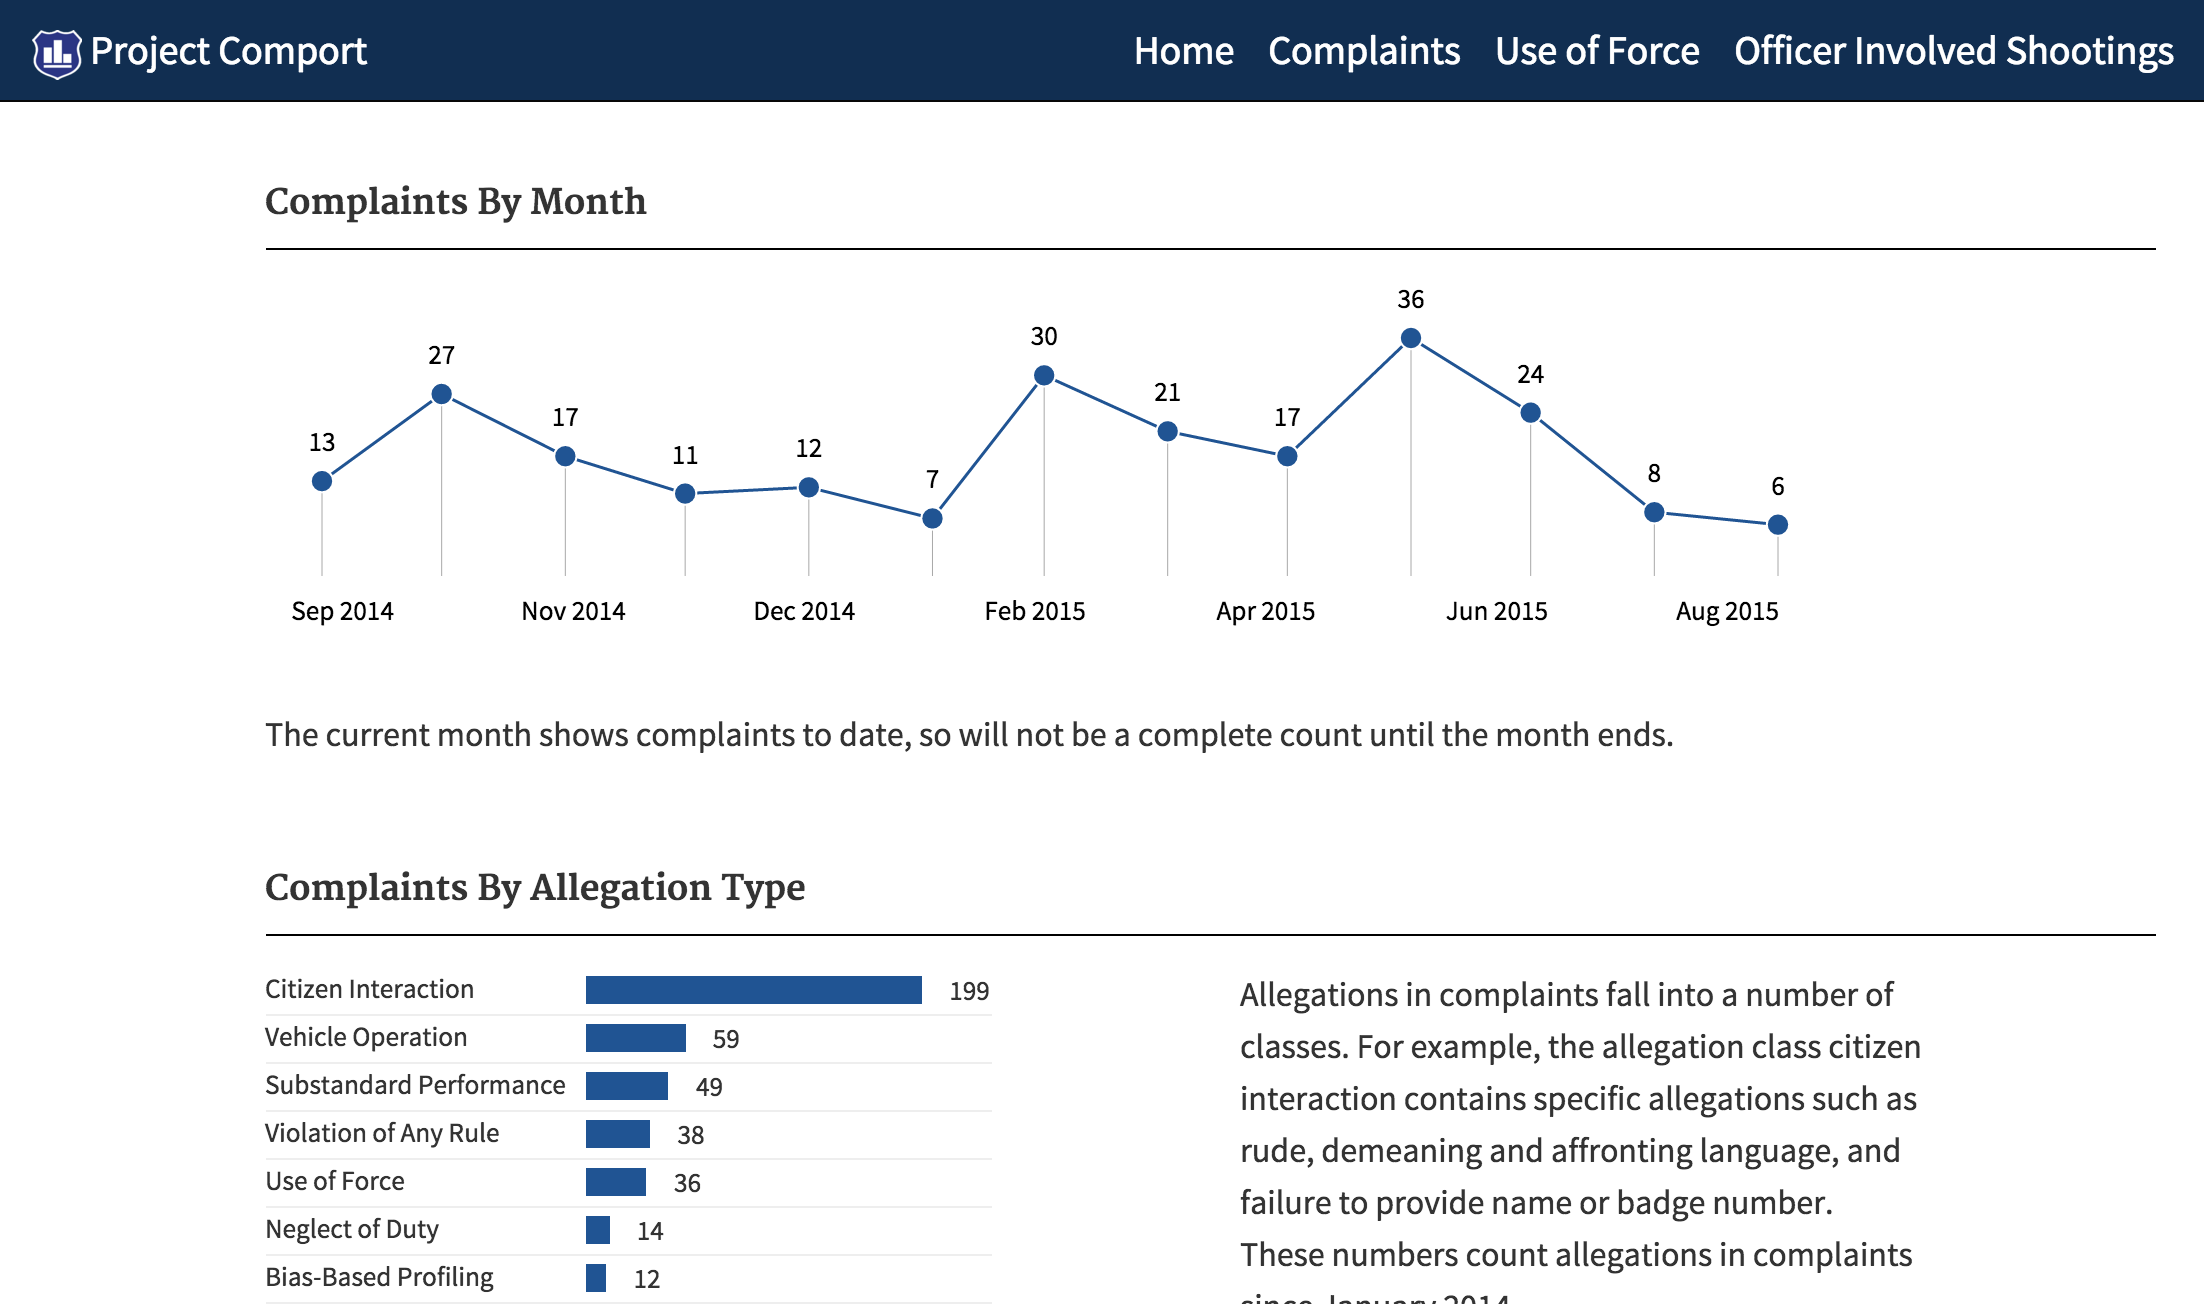 Project Comport
Home Complaints Use of Force Officer Involved Shootings
Complaints By Month
13
27
17
11
12
7
30
21
17
36
24
8
6
Sep 2014 Nov 2014 Dec 2014 Feb 2015 Apr 2015 Jun 2015 Aug 2015
The current month shows complaints to date, so will not be a complete count until the month ends.
Complaints By Allegation Type
Citizen Interaction 199
Vehicle Operation 59
Substandard Performance 49
Violation of Any Rule 38
Use of Force 36
Neglect of Duty 14
Bias-Based Profiling 12
Allegations in complaints fall into a number of
classes. For example, the allegation class citizen
interaction contains specific allegations such as
rude, demeaning and affronting language, and
failure to provide name or badge number.
These numbers count allegations in complaints
since January 2014